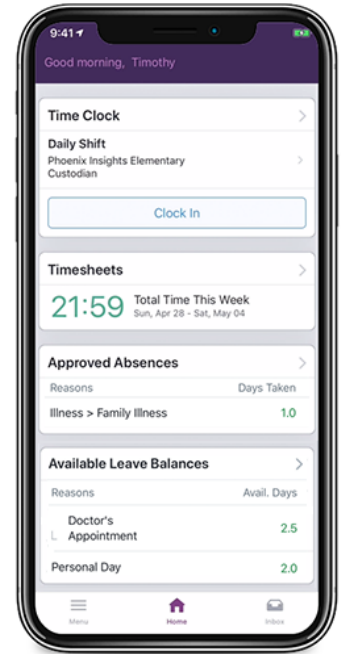 9:41
Good morning, Timothy
Time Clock
Daily Shift
Phoenix Insights Elementary
Custodian
Clock In
Timesheets
21:59
Total Time This Week
Sun, Apr 28 - Sat, May 04
Approved Absences
Reasons Days Taken
Illness > Family Illness 1.0
Available Leave Balances
Reasons Avail. Days
Doctor's
Appointment
2.5
Personal Day 2.0
Menu Home Inbox